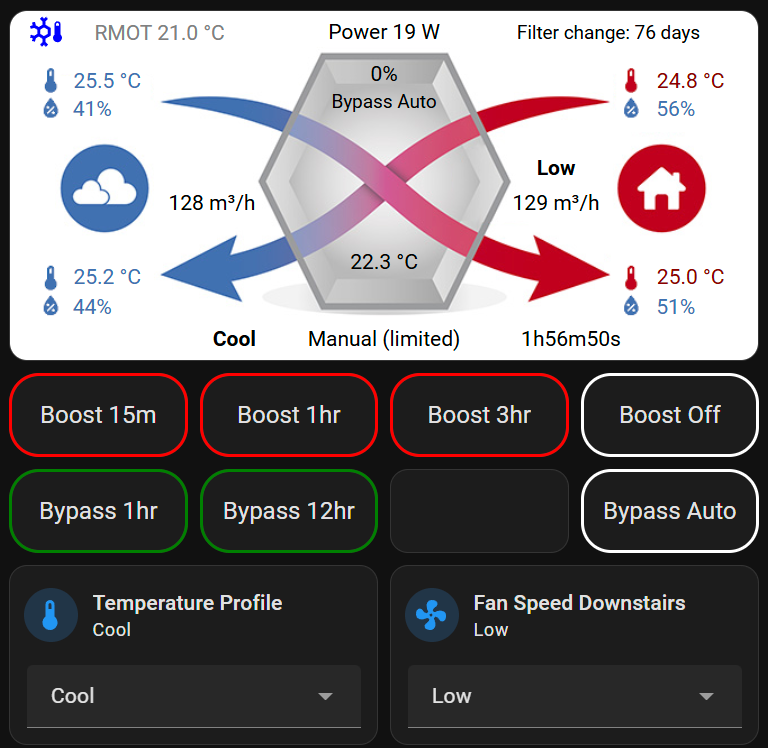 RMOT 21.0 °C
Power 19 W
Filter change: 76 days
25.5 °C
41%
0%
Bypass Auto
24.8 °C
56%
128 m³/h
Low
129 m³/h
25.2 °C
44%
22.3 °C
25.0 °C
51%
Cool
Manual (limited)
1h56m50s
Boost 15m
Boost 1hr
Boost 3hr
Boost Off
Bypass 1hr
Bypass 12hr
Bypass Auto
Temperature Profile
Cool
Cool
Fan Speed Downstairs
Low
Low